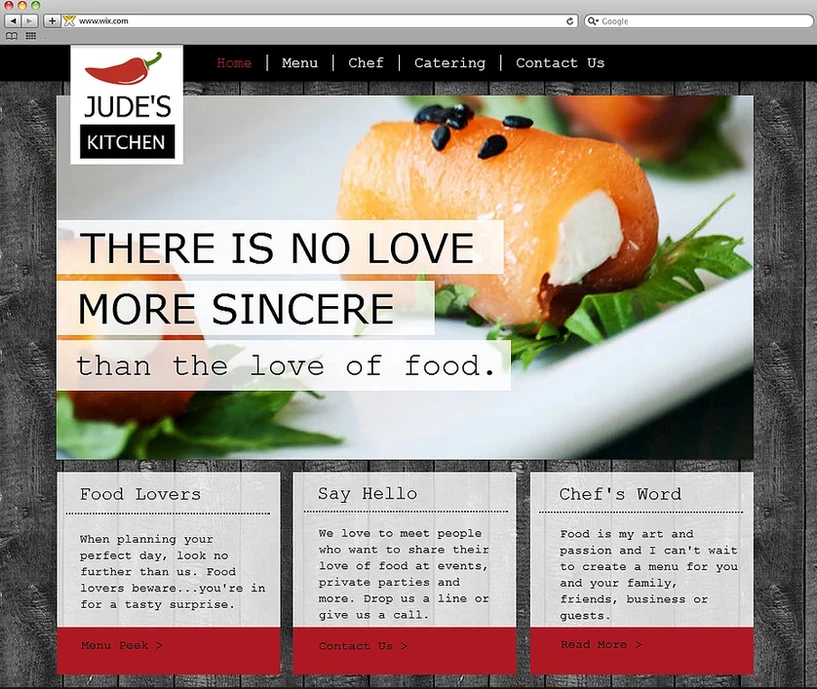 www.wix.com
Google
JUDE'S
KITCHEN
Home | Menu | Chef | Catering | Contact Us
THERE IS NO LOVE
MORE SINCERE
than the love of food.
Food Lovers
When planning your
perfect day, look no
further than us. Food
lovers beware...you're in
for a tasty surprise.
Menu Peek >
Say Hello
We love to meet people
who want to share their
love of food at events,
private parties and
more. Drop us a line or
give us a call.
Contact Us >
Chef's Word
Food is my art and
passion and I can't wait
to create a menu for you
and your family,
friends, business or
guests.
Read More >